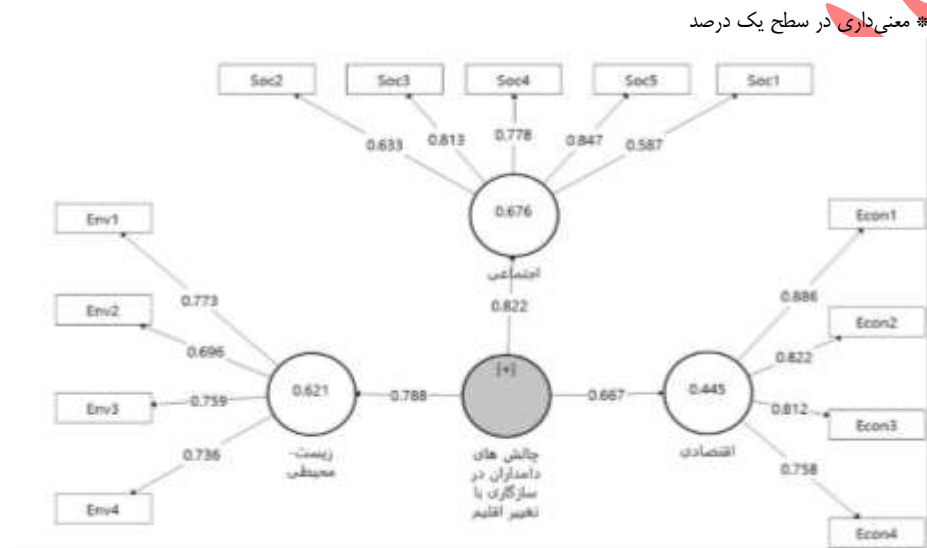 * معنی‌داری در سطح یک درصد
Soc2 Soc3 Soc4 Soc5 Soc1
0.633 0.813 0.778 0.847 0.587
0.676
اجتماعی
Env1
Econ1
0.773
0.822
0.886
Env2
Econ2
0.696
0.822
[+]
0.621
0.788
0.667
0.445
Env3
0.759
0.812
Econ3
زیست-
محیطی
چالش های
دامداران در
سازگاری با
تغییر اقلیم
اقتصادی
0.736
0.758
Env4
Econ4